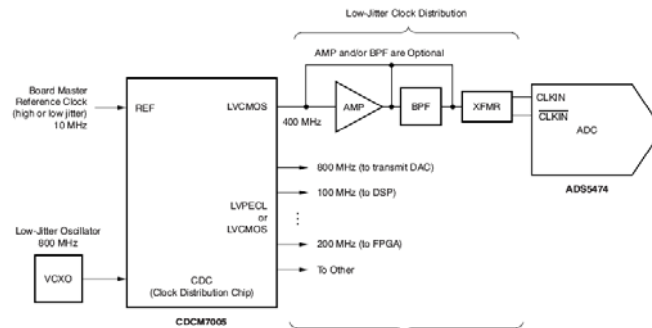 Low-Jitter Clock Distribution
AMP and/or BPF are Optional
Board Master
Reference Clock
(high or low jitter)
10 MHz
REF
LVCMOS
400 MHz
AMP
BPF
XFMR
CLKIN
CLKIN
ADC
ADS5474
800 MHz (to transmit DAC)
100 MHz (to DSP)
LVPECL
or
LVCMOS
⋮
200 MHz (to FPGA)
To Other
Low-Jitter Oscillator
800 MHz
VCXO
CDC
(Clock Distribution Chip)
CDCM7005